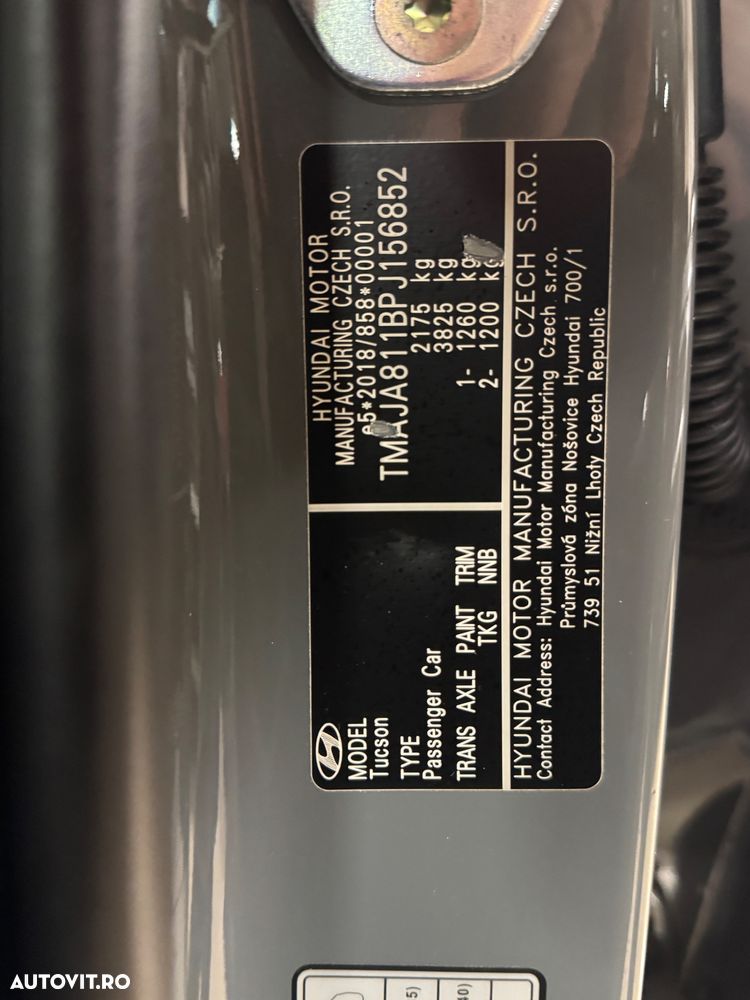 MODEL
Tucson
TYPE
Passenger Car
TRANS AXLE PAINT TRIM
TKG NNB
HYUNDAI MOTOR
MANUFACTURING CZECH S.R.O.
e5*2018/858*00001
TMAJA811BPJ156852
2175 kg
3825 kg
1- 1260 kg
2- 1200 kg
HYUNDAI MOTOR MANUFACTURING CZECH S.R.O.
Contact Address: Hyundai Motor Manufacturing Czech s.r.o.
Průmyslová zóna Nošovice Hyundai 700/1
739 51 Nižní Lhoty Czech Republic
AUTOVIT.RO